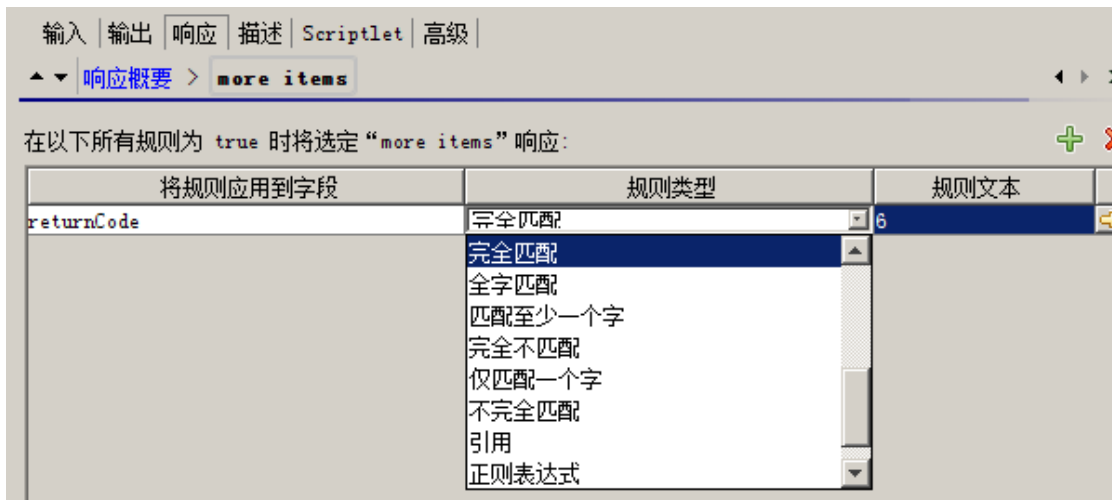 输入 输出 响应 描述 Scriptlet 高级
响应概要 > more items
在以下所有规则为 true 时将选定“more items”响应:
将规则应用到字段 规则类型 规则文本
returnCode 完全匹配 6
完全匹配
全字匹配
匹配至少一个字
完全不匹配
仅匹配一个字
不完全匹配
引用
正则表达式